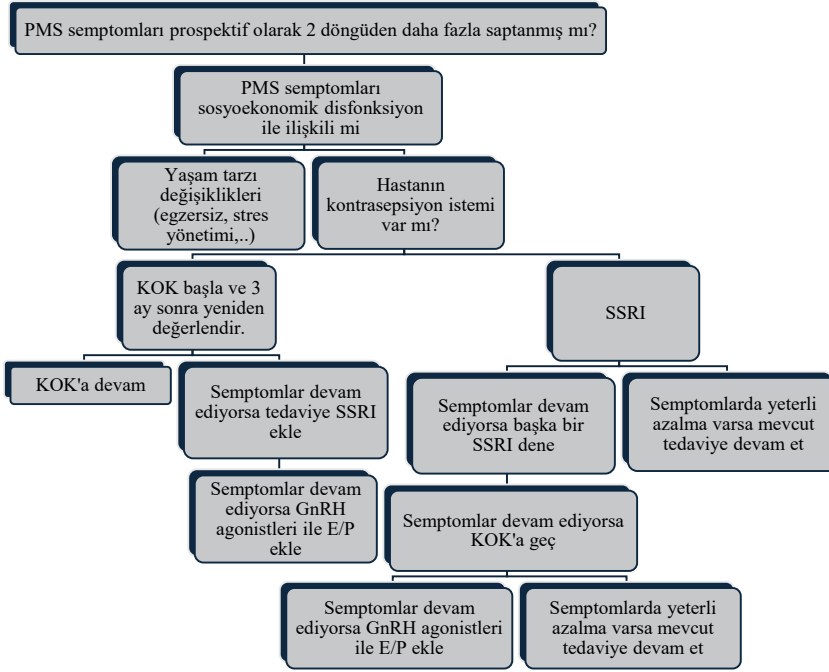 PMS semptomları prospektif olarak 2 döngüden daha fazla saptanmış mı?
PMS semptomları
sosyoekonomik disfonksiyon
ile ilişkili mi
Yaşam tarzı
değişiklikleri
(egzersiz, stres
yönetimi,..)
Hastanın
kontrasepsiyon istemi
var mı?
KOK başla ve 3
ay sonra yeniden
değerlendir.
SSRI
KOK'a devam
Semptomlar devam
ediyorsa tedaviye SSRI
ekle
Semptomlar devam
ediyorsa başka bir
SSRI dene
Semptomlarda yeterli
azalma varsa mevcut
tedaviye devam et
Semptomlar devam
ediyorsa GnRH
agonistleri ile E/P
ekle
Semptomlar devam ediyorsa
KOK'a geç
Semptomlar devam
ediyorsa GnRH agonistleri
ile E/P ekle
Semptomlarda yeterli
azalma varsa mevcut
tedaviye devam et